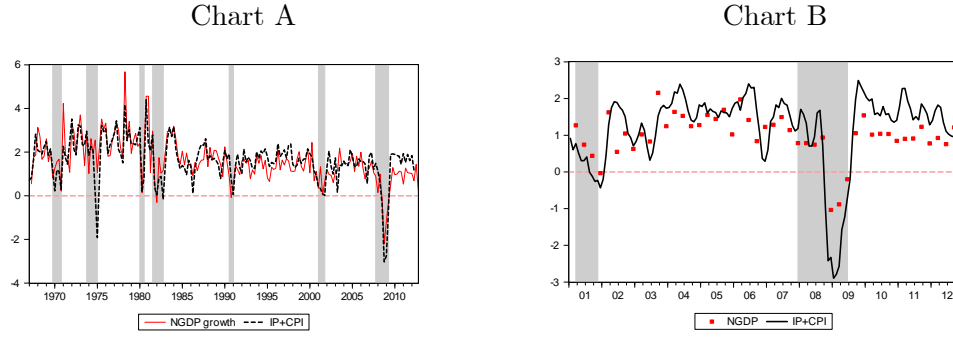 Chart A
6
4
2
0
-2
-4
1970 1975 1980 1985 1990 1995 2000 2005 2010
NGDP growth IP+CPI
Chart B
3
2
1
0
-1
-2
-3
01 02 03 04 05 06 07 08 09 10 11 12
NGDP IP+CPI